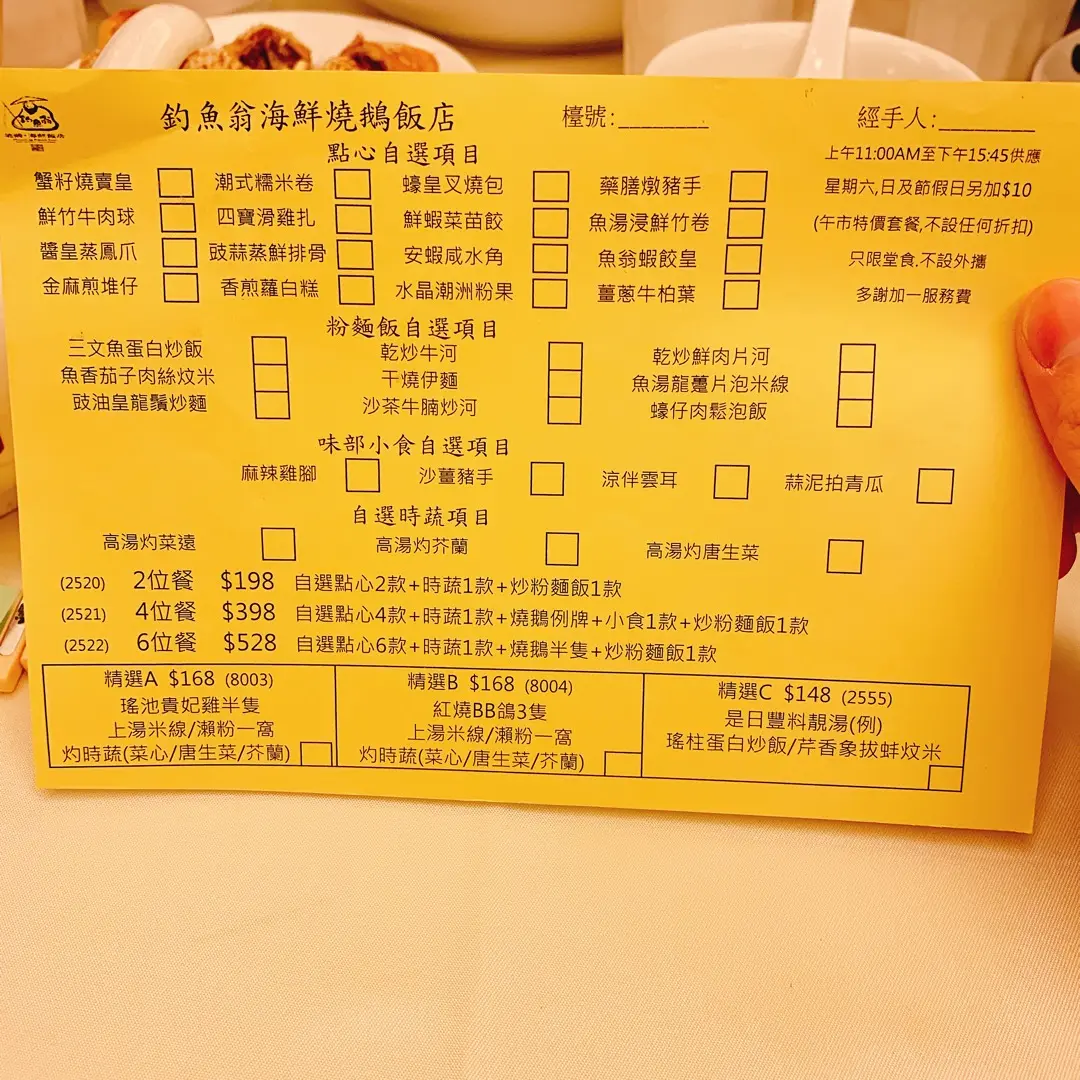 釣魚翁海鮮燒鵝飯店 檯號:________ 經手人:________
點心自選項目 上午11:00AM至下午15:45供應
蟹籽燒賣皇 潮式糯米卷 蠔皇叉燒包 藥膳燉豬手 星期六,日及節假日另加$10
鮮竹牛肉球 四寶滑雞扎 鮮蝦菜苗餃 魚湯浸鮮竹卷 (午市特價套餐,不設任何折扣)
醬皇蒸鳳爪 豉蒜蒸鮮排骨 安蝦咸水角 魚翁蝦餃皇 只限堂食.不設外攜
金麻煎堆仔 香煎蘿白糕 水晶潮洲粉果 薑蔥牛柏葉 多謝加一服務費
粉麵飯自選項目
三文魚蛋白炒飯 乾炒牛河 乾炒鮮肉片河
魚香茄子肉絲炆米 干燒伊麵 魚湯龍躉片泡米線
豉油皇龍鬚炒麵 沙茶牛腩炒河 蠔仔肉鬆泡飯
味部小食自選項目
麻辣雞腳 沙薑豬手 涼伴雲耳 蒜泥拍青瓜
自選時蔬項目
高湯灼菜遠 高湯灼芥蘭 高湯灼唐生菜
(2520) 2位餐 $198 自選點心2款+時蔬1款+炒粉麵飯1款
(2521) 4位餐 $398 自選點心4款+時蔬1款+燒鵝例牌+小食1款+炒粉麵飯1款
(2522) 6位餐 $528 自選點心6款+時蔬1款+燒鵝半隻+炒粉麵飯1款
精選A $168 (8003)
瑤池貴妃雞半隻
上湯米線/瀨粉一窩
灼時蔬(菜心/唐生菜/芥蘭)
精選B $168 (8004)
紅燒BB鴿3隻
上湯米線/瀨粉一窩
灼時蔬(菜心/唐生菜/芥蘭)
精選C $148 (2555)
是日豐料靚湯(例)
瑤柱蛋白炒飯/芹香象拔蚌炆米